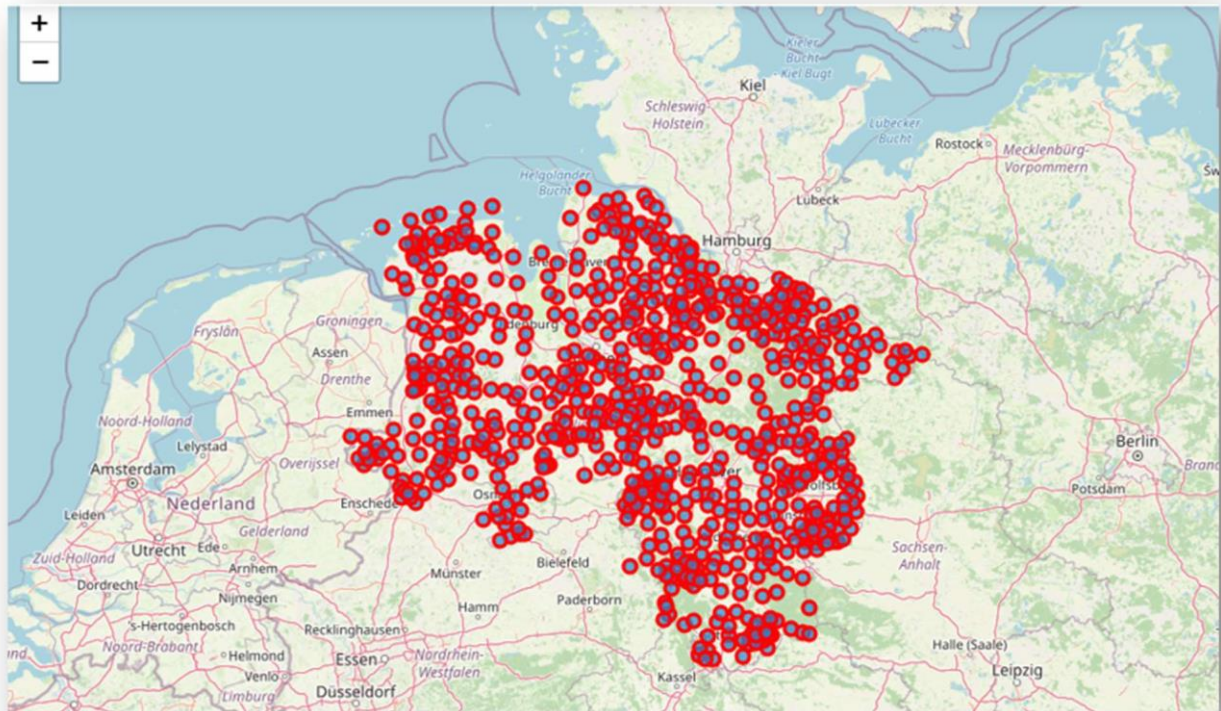 +
−
Kieler
Bucht
- Kiel Bugt
Kiel
Schleswig-
Holstein
Lübecker
Bucht
Rostock
Mecklenburg-
Vorpommern
Helgoländer
Bucht
Lübeck
Hamburg
Fryslân
Groningen
Assen
Drenthe
Emmen
Noord-Holland
Lelystad
Overijssel
Amsterdam
Berlin
Potsdam
Enschede
Leiden
Nederland
Gelderland
Utrecht
Ede
Zuid-Holland
Arnhem
Dordrecht
Nijmegen
Münster
Bielefeld
Sachsen-
Anhalt
's-Hertogenbosch
Noord-Brabant
Hamm
Paderborn
Recklinghausen
Helmond
Venlo
Essen
Nordrhein-
Westfalen
Halle (Saale)
Leipzig
Kassel
Limburg
Düsseldorf